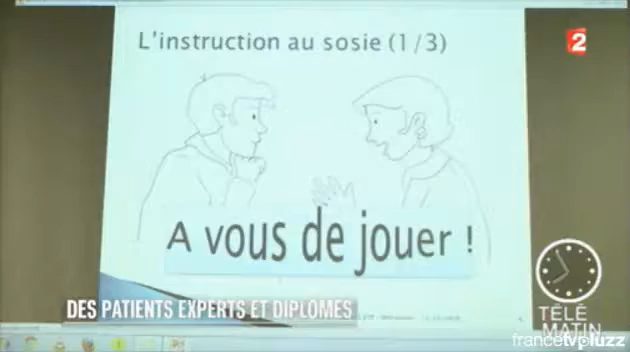 L'instruction au sosie (1/3)
2
A vous de jouer !
DES PATIENTS EXPERTS ET DIPLOMES
TÉLÉ
MATIN
francetvpluzz